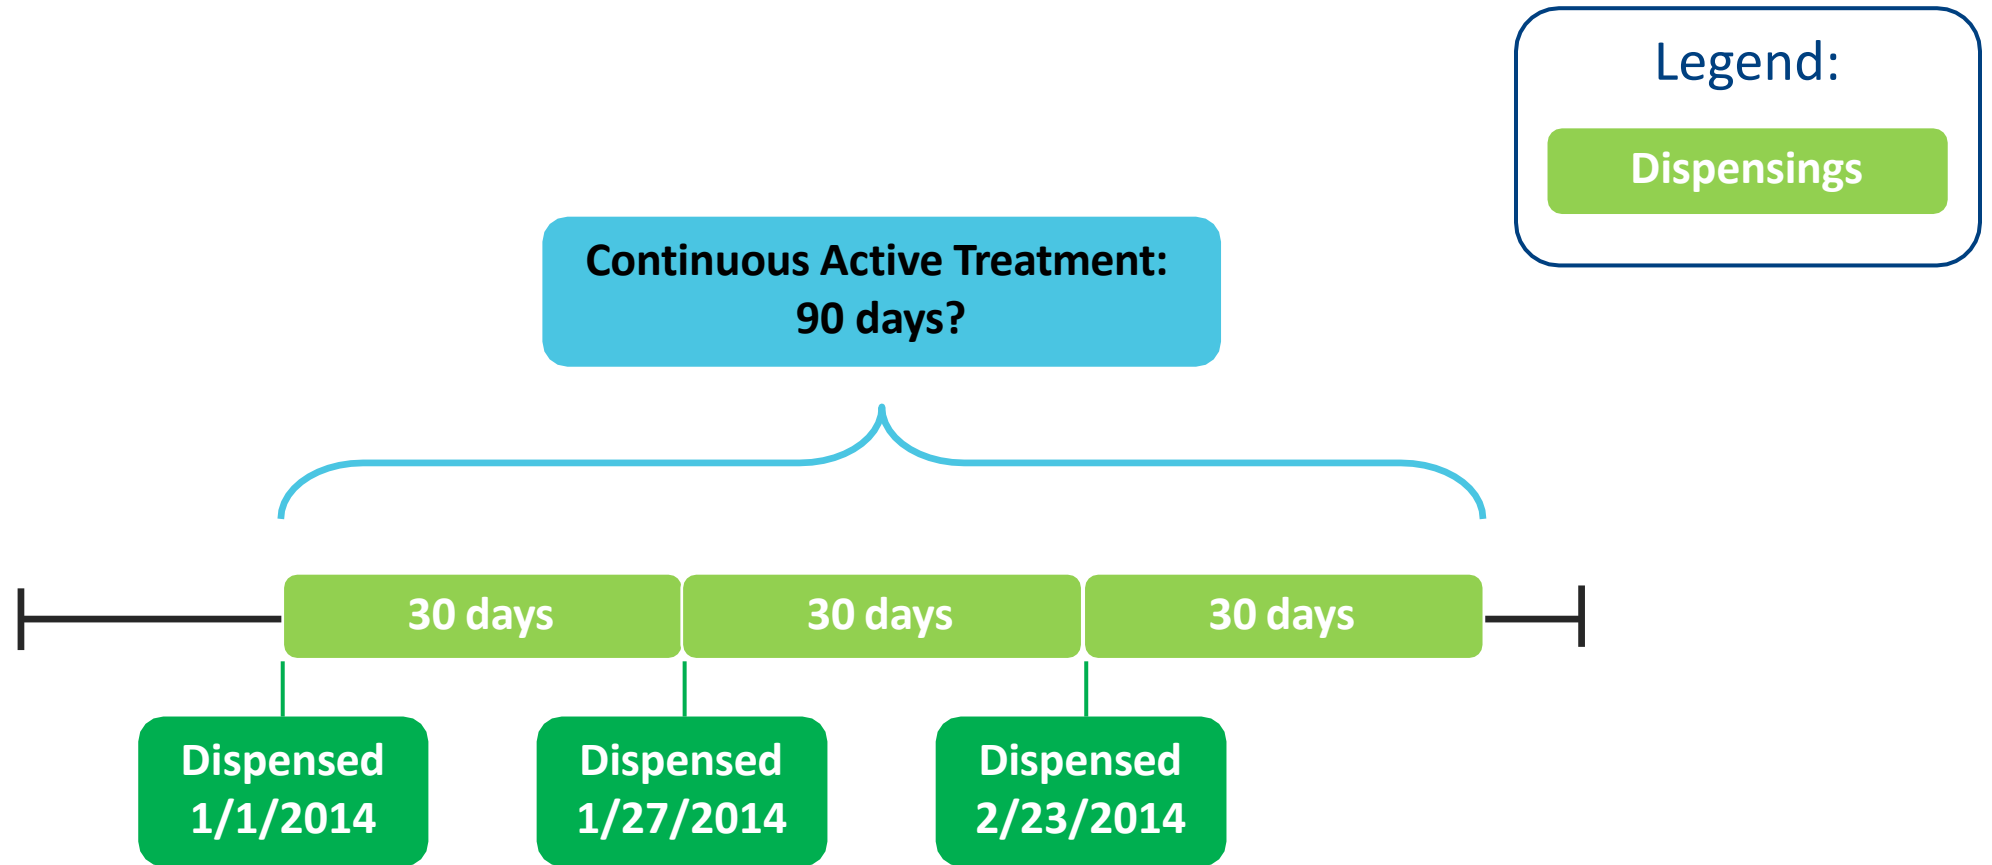 Legend:
Dispensings
Continuous Active Treatment:
90 days?
30 days
30 days
30 days
Dispensed
1/1/2014
Dispensed
1/27/2014
Dispensed
2/23/2014